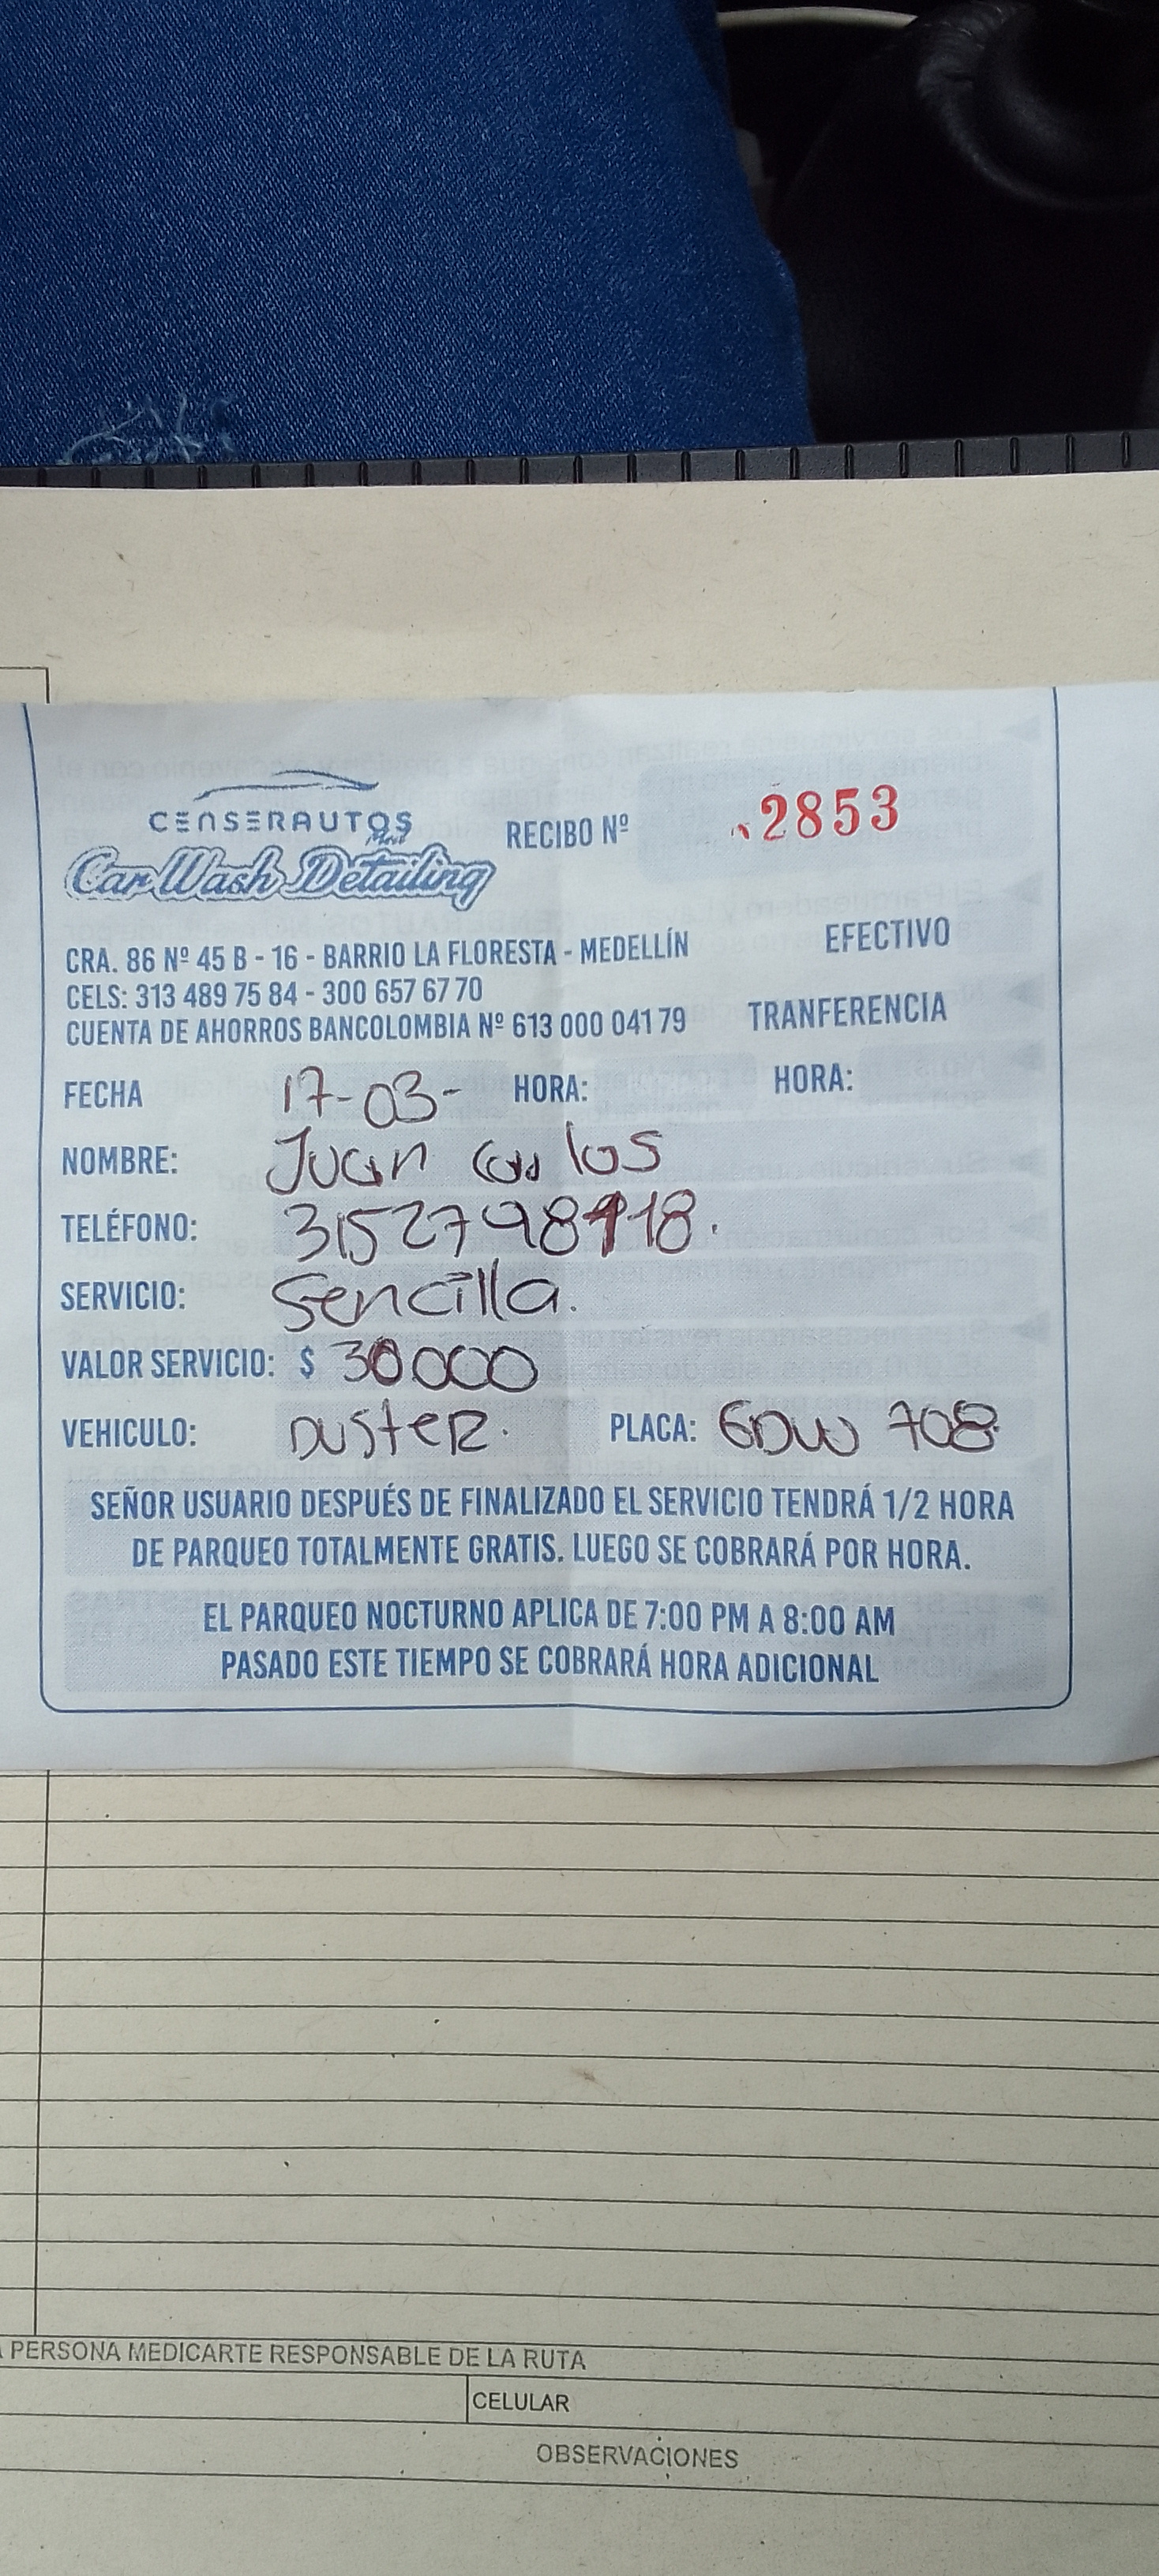 CENSERAUTOS
Car Wash Detailing
RECIBO Nº 2853
CRA. 86 Nº 45 B - 16 - BARRIO LA FLORESTA - MEDELLÍN
EFECTIVO
CELS: 313 489 75 84 - 300 657 67 70
CUENTA DE AHORROS BANCOLOMBIA Nº 613 000 041 79
TRANFERENCIA
FECHA 17-03- HORA: HORA:
NOMBRE: Juan Carlos
TELÉFONO:
SERVICIO: Sencilla.
VALOR SERVICIO: $ 30000
VEHICULO: DUSTER. PLACA: GDW 708
SEÑOR USUARIO DESPUÉS DE FINALIZADO EL SERVICIO TENDRÁ 1/2 HORA
DE PARQUEO TOTALMENTE GRATIS. LUEGO SE COBRARÁ POR HORA.
EL PARQUEO NOCTURNO APLICA DE 7:00 PM A 8:00 AM
PASADO ESTE TIEMPO SE COBRARÁ HORA ADICIONAL
PERSONA MEDICARTE RESPONSABLE DE LA RUTA
CELULAR
OBSERVACIONES